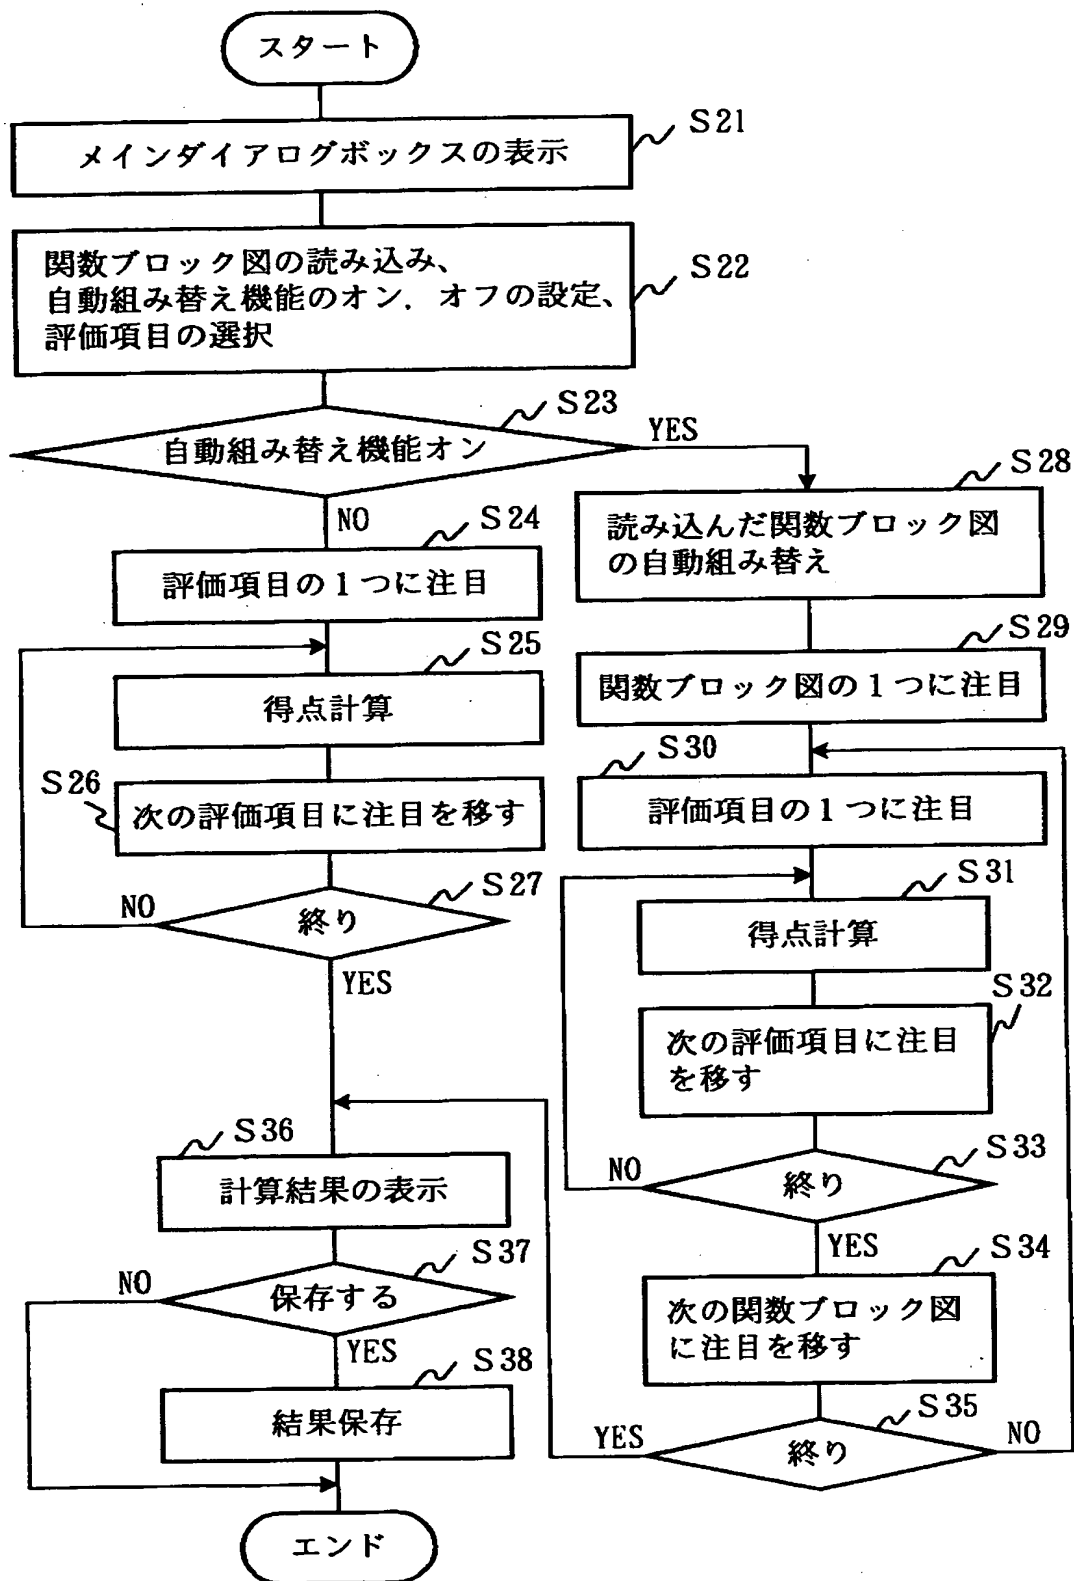 スタート
S21
メインダイアログボックスの表示
S22
関数ブロック図の読み込み、
自動組み替え機能のオン．オフの設定、
評価項目の選択
S23
自動組み替え機能オン
YES
NO
S24
評価項目の1つに注目
S25
得点計算
S26
次の評価項目に注目を移す
S27
終り
NO
YES
S28
読み込んだ関数ブロック図
の自動組み替え
S29
関数ブロック図の1つに注目
S30
評価項目の1つに注目
S31
得点計算
S32
次の評価項目に注目
を移す
S33
終り
NO
YES
S34
次の関数ブロック図
に注目を移す
S35
終り
YES
NO
S36
計算結果の表示
S37
保存する
NO
YES
S38
結果保存
エンド